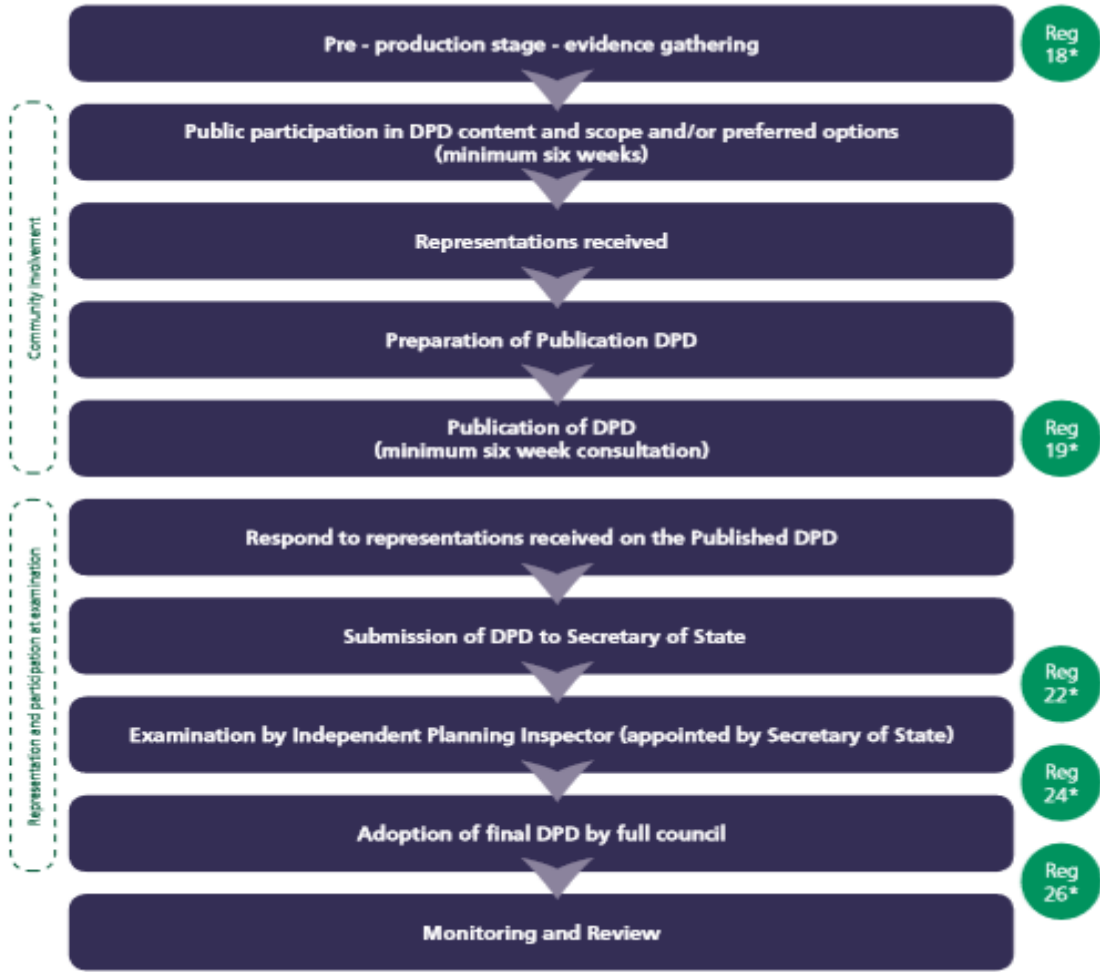 Pre - production stage - evidence gathering
Reg
18*
Community Involvement
Public participation in DPD content and scope and/or preferred options
(minimum six weeks)
Representations received
Preparation of Publication DPD
Publication of DPD
(minimum six week consultation)
Reg
19*
Representation and participation at examination
Respond to representations received on the Published DPD
Submission of DPD to Secretary of State
Reg
22*
Examination by Independent Planning Inspector (appointed by Secretary of State)
Reg
24*
Adoption of final DPD by full council
Reg
26*
Monitoring and Review